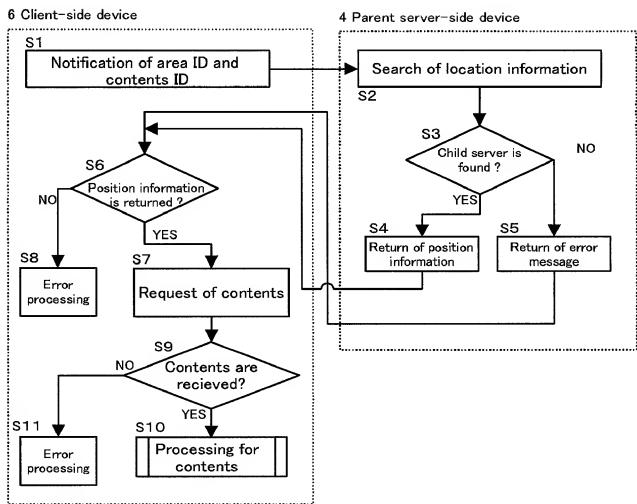 6 Client-side device
4 Parent server-side device
S1
Notification of area ID and
contents ID
Search of location information
S2
S3
Child server is
found ?
NO
YES
S4
Return of position
information
S5
Return of error
message
S6
Position information
is returned ?
NO
YES
S8
Error
processing
S7
Request of contents
S9
Contents are
recieved?
NO
YES
S11
Error
processing
S10
Processing for
contents